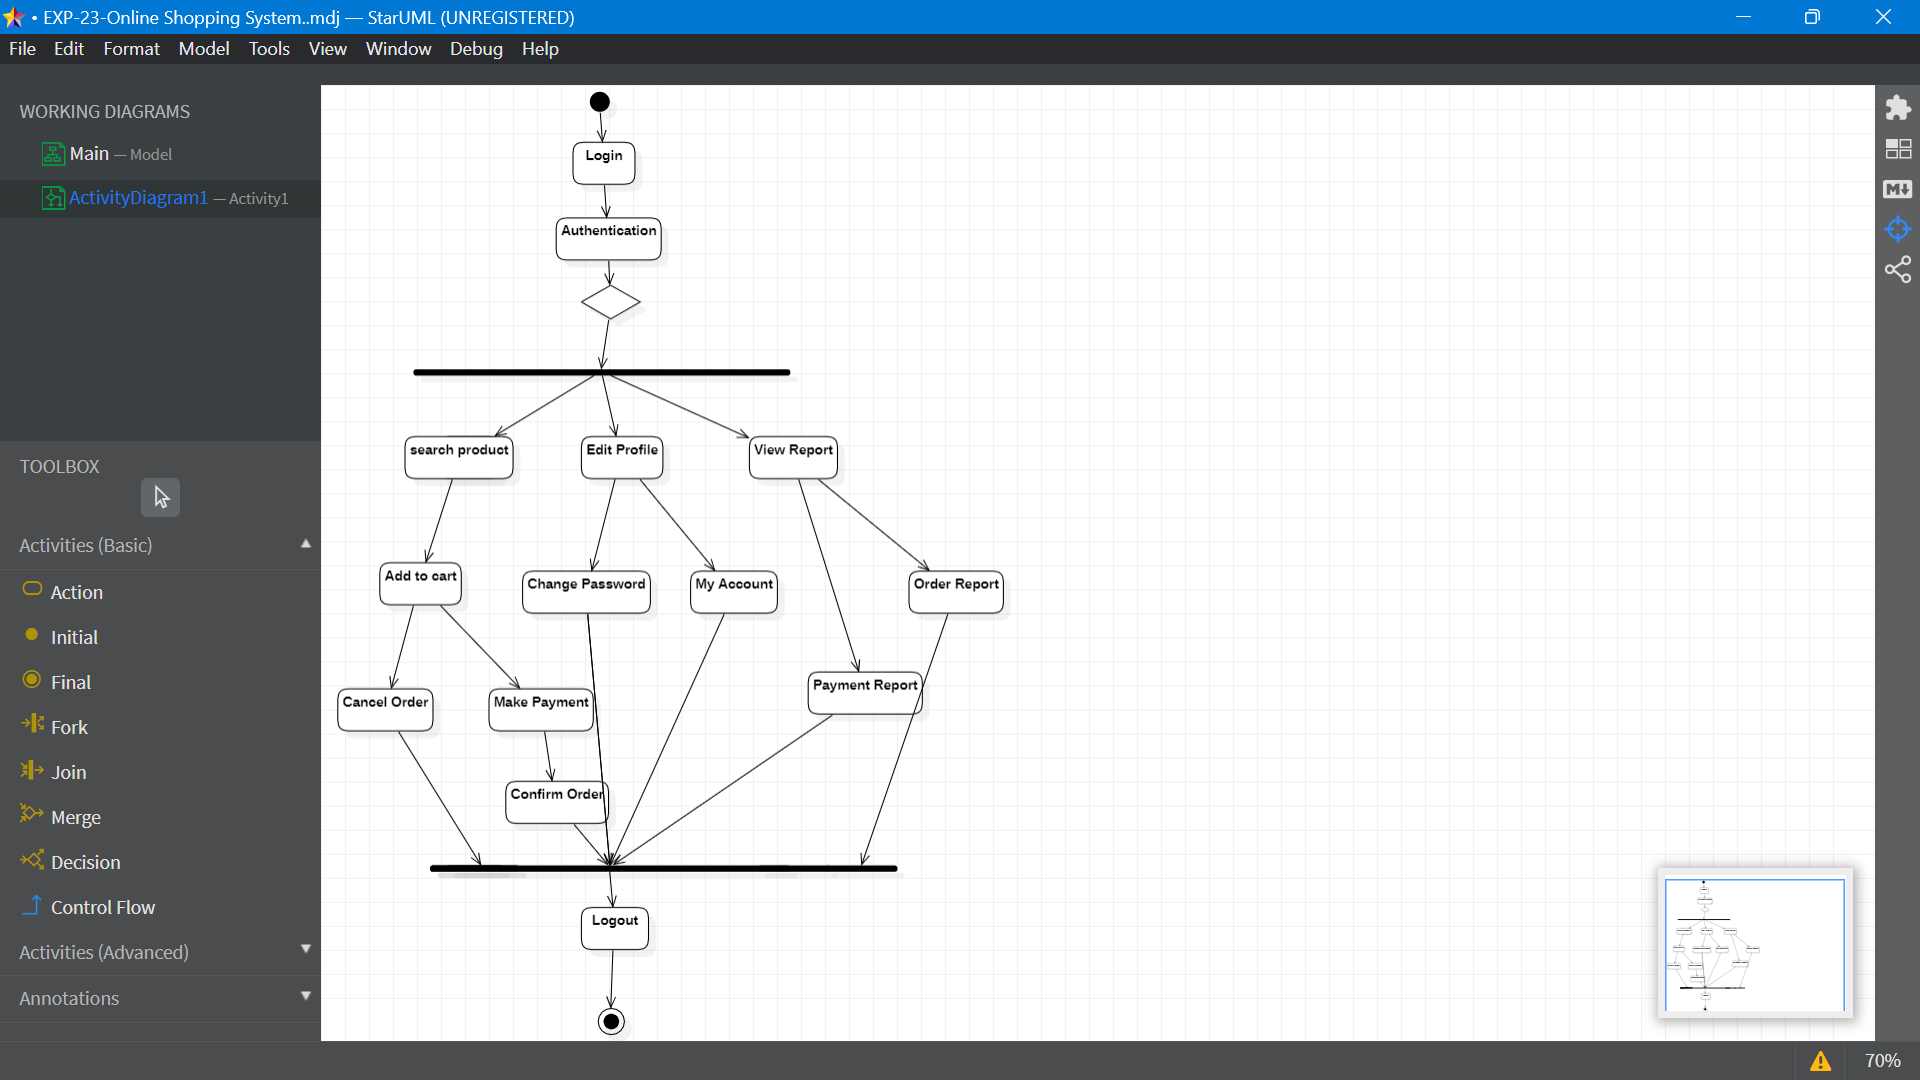 • EXP-23-Online Shopping System..mdj — StarUML (UNREGISTERED)
File Edit Format Model Tools View Window Debug Help
WORKING DIAGRAMS
Main — Model
ActivityDiagram1 — Activity1
TOOLBOX
Activities (Basic)
Action
Initial
Final
Fork
Join
Merge
Decision
Control Flow
Activities (Advanced)
Annotations
Login
Authentication
search product
Edit Profile
View Report
Add to cart
Change Password
My Account
Order Report
Cancel Order
Make Payment
Payment Report
Confirm Order
Logout
M
70%